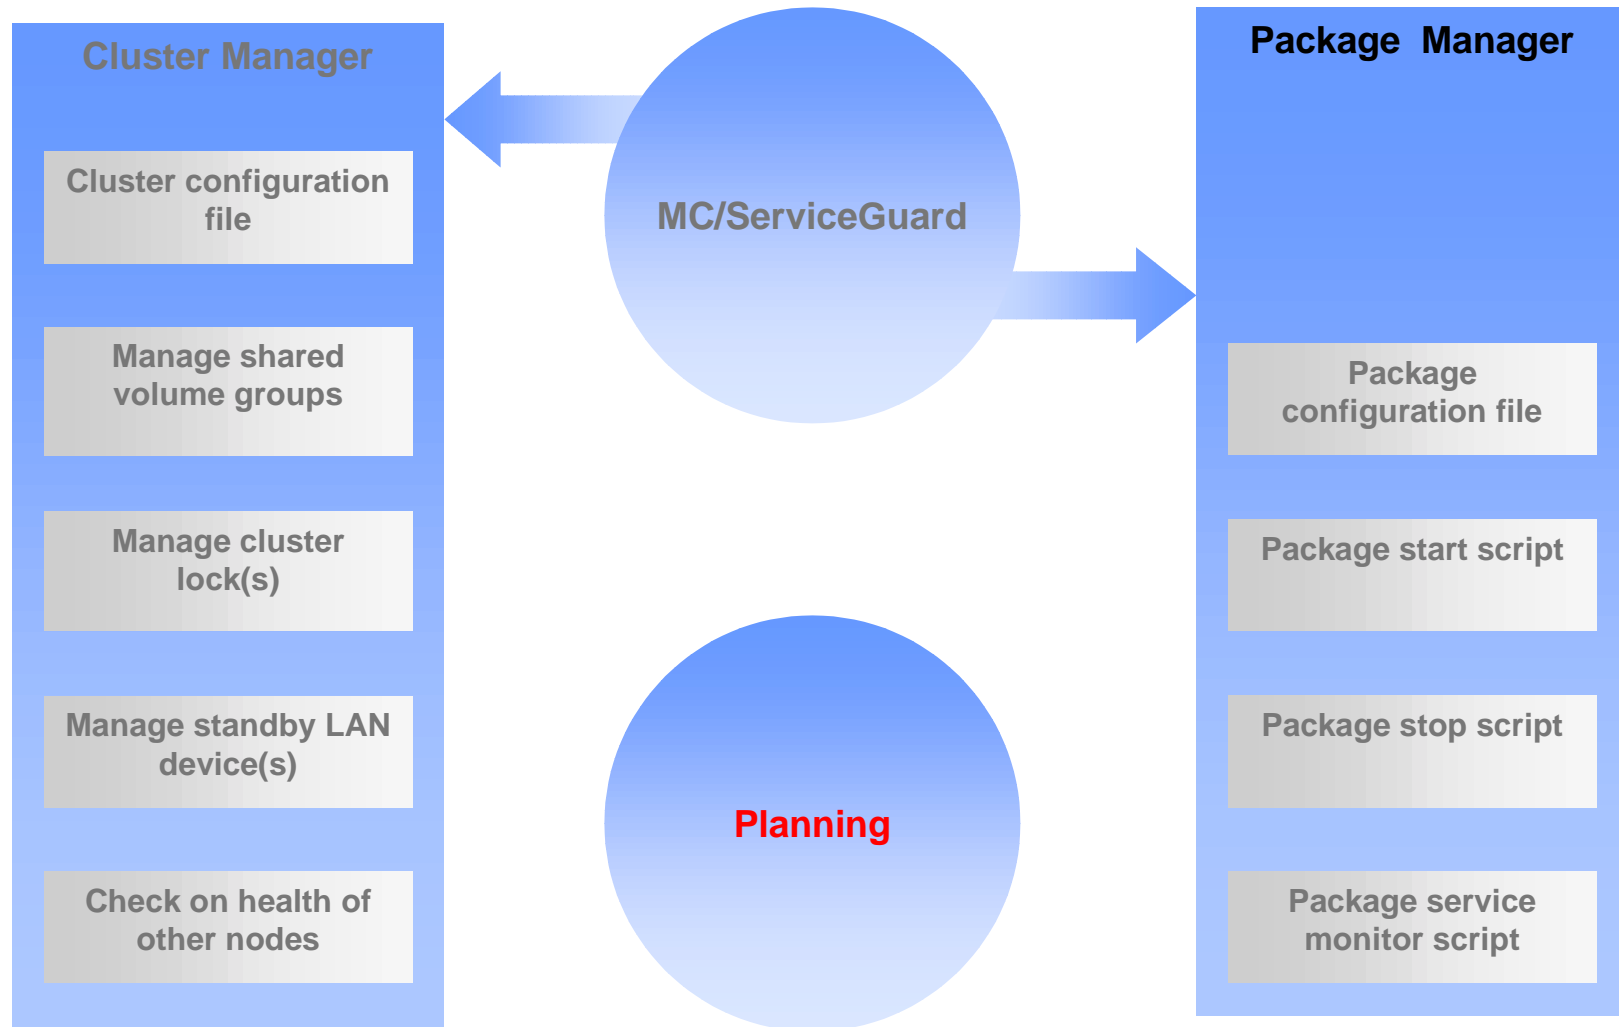 Cluster Manager
Cluster configuration
file
Manage shared
volume groups
Manage cluster
lock(s)
Manage standby LAN
device(s)
Check on health of
other nodes
MC/ServiceGuard
Planning
Package  Manager
Package
configuration file
Package start script
Package stop script
Package service
monitor script